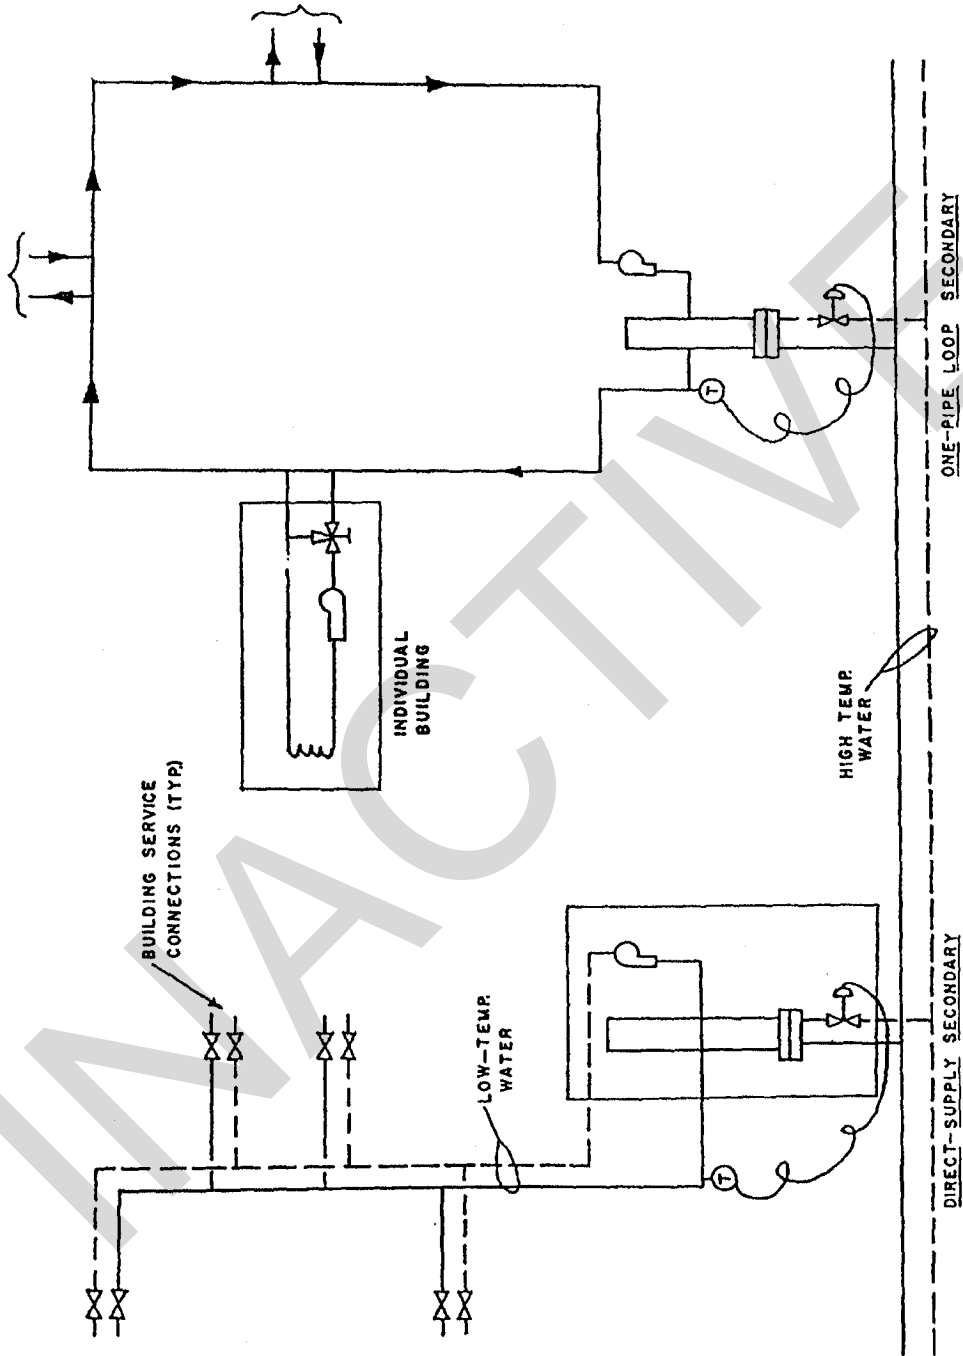 BUILDING SERVICE
CONNECTIONS (TYP.)
INDIVIDUAL
BUILDING
LOW-TEMP.
WATER
HIGH TEMP.
WATER
T
T
DIRECT-SUPPLY SECONDARY
ONE-PIPE LOOP SECONDARY
INACTIVE